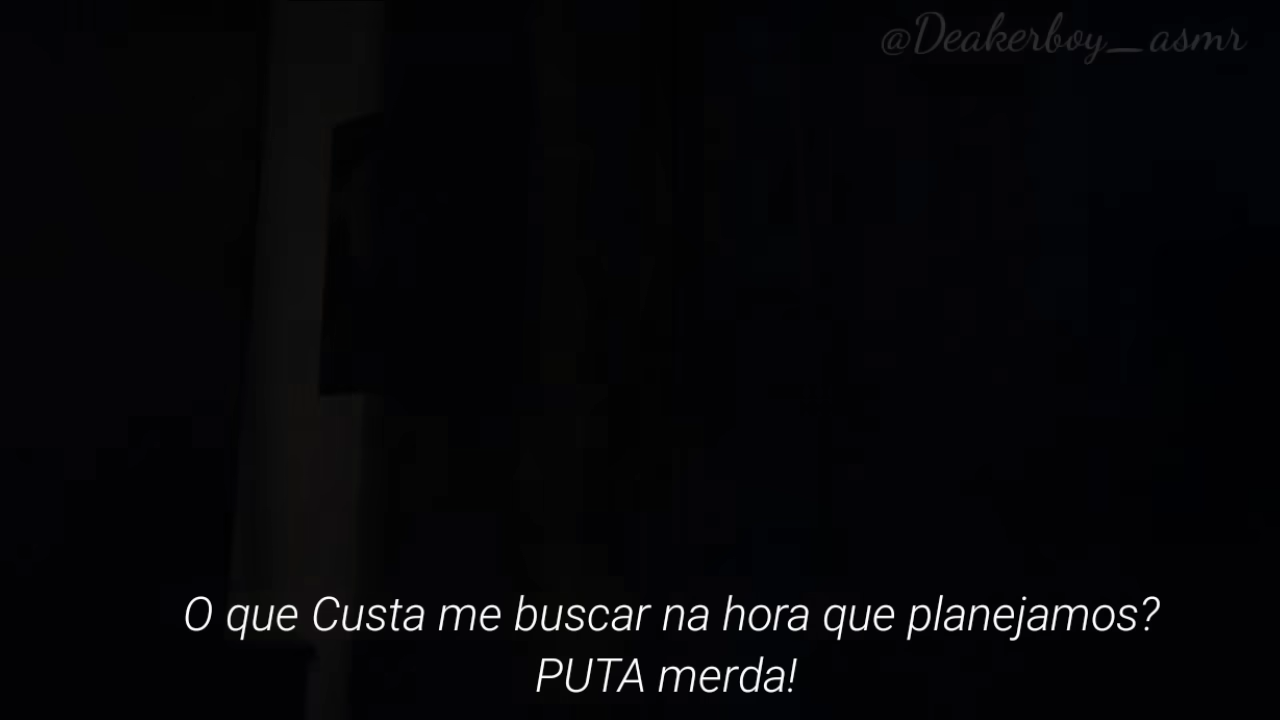 @Deakerboy_asmr
O que Custa me buscar na hora que planejamos?
PUTA merda!